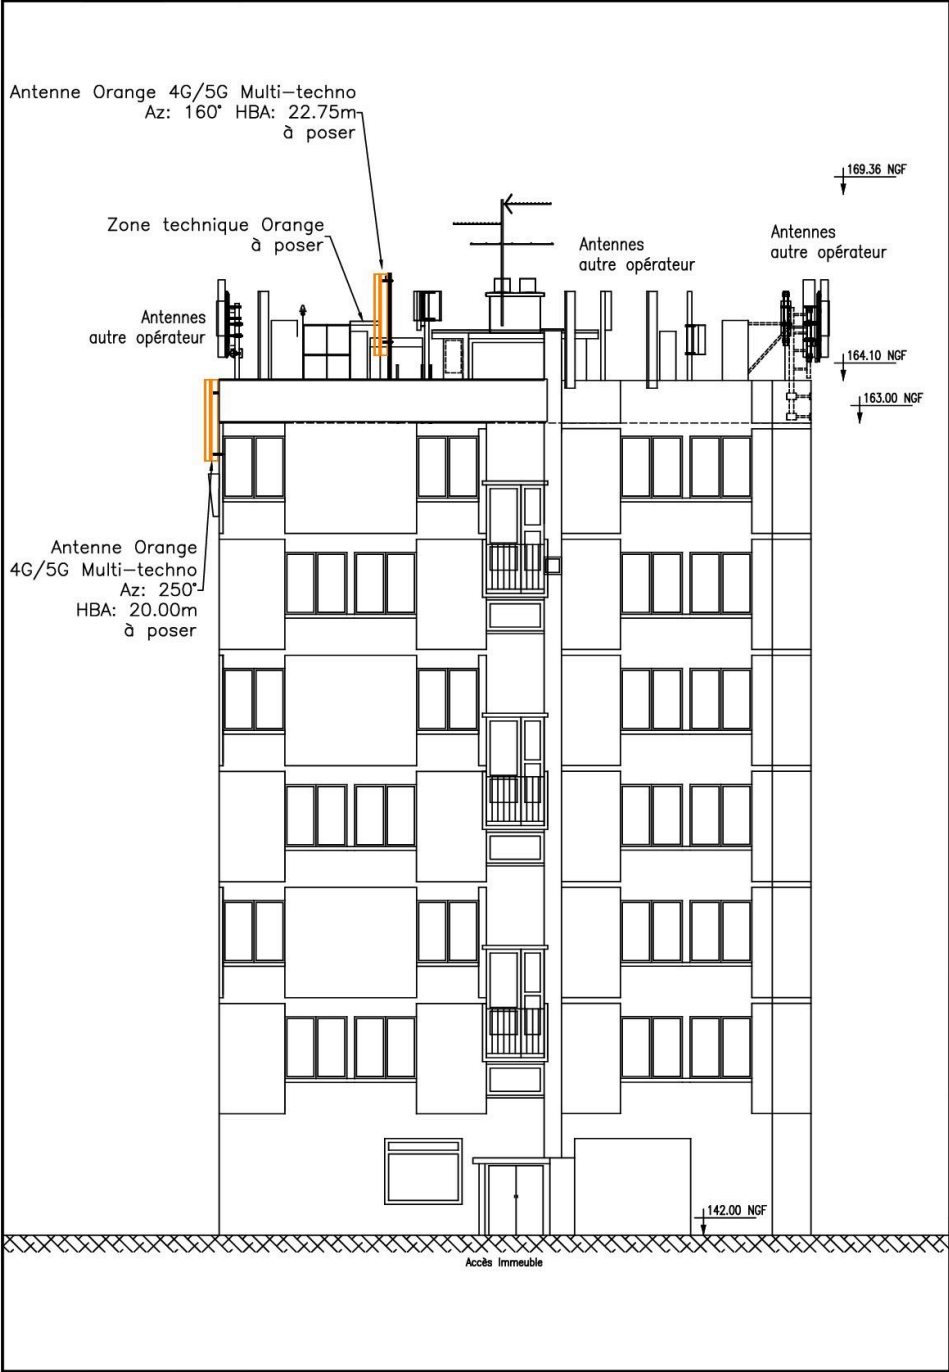 Antenne Orange 4G/5G Multi-techno
Az: 160° HBA: 22.75m
à poser
169.36 NGF
Zone technique Orange
à poser
Antennes
autre opérateur
Antennes
autre opérateur
Antennes
autre opérateur
164.10 NGF
163.00 NGF
Antenne Orange
4G/5G Multi-techno
Az: 250°
HBA: 20.00m
à poser
142.00 NGF
Accès Immeuble